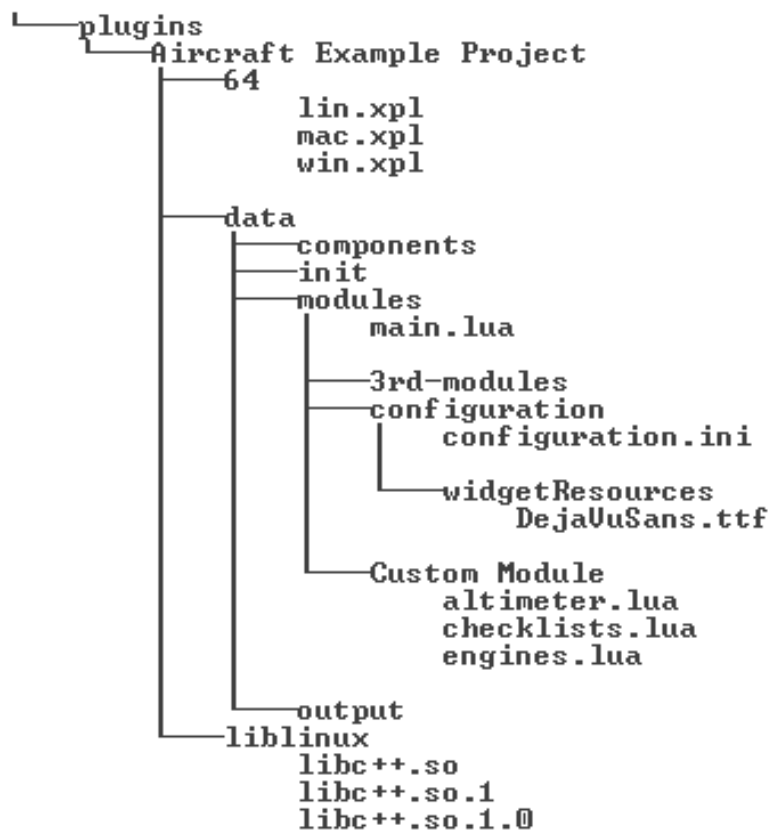 plugins
Aircraft Example Project
64
lin.xpl
mac.xpl
win.xpl
data
components
init
modules
main.lua
3rd-modules
configuration
configuration.ini
widgetResources
DejaVuSans.ttf
Custom Module
altimeter.lua
checklists.lua
engines.lua
output
liblinux
libc++.so
libc++.so.1
libc++.so.1.0